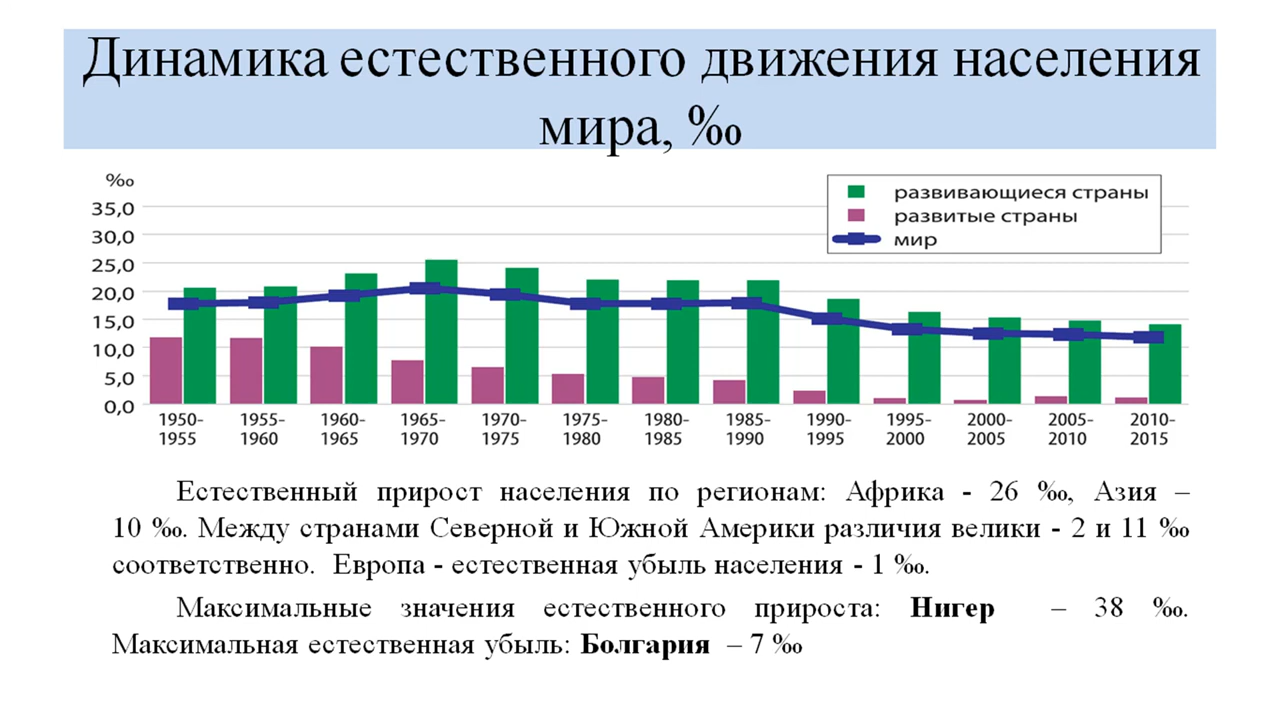 Динамика естественного движения населения
мира, ‰
‰
35,0
30,0
25,0
20,0
15,0
10,0
5,0
0,0
развивающиеся страны
развитые страны
мир
1950- 1955- 1960- 1965- 1970- 1975- 1980- 1985- 1990- 1995- 2000- 2005- 2010-
1955 1960 1965 1970 1975 1980 1985 1990 1995 2000 2005 2010 2015
Естественный прирост населения по регионам: Африка - 26 ‰, Азия –
10 ‰. Между странами Северной и Южной Америки различия велики - 2 и 11 ‰
соответственно. Европа - естественная убыль населения - 1 ‰.
Максимальные значения естественного прироста: Нигер – 38 ‰.
Максимальная естественная убыль: Болгария – 7 ‰